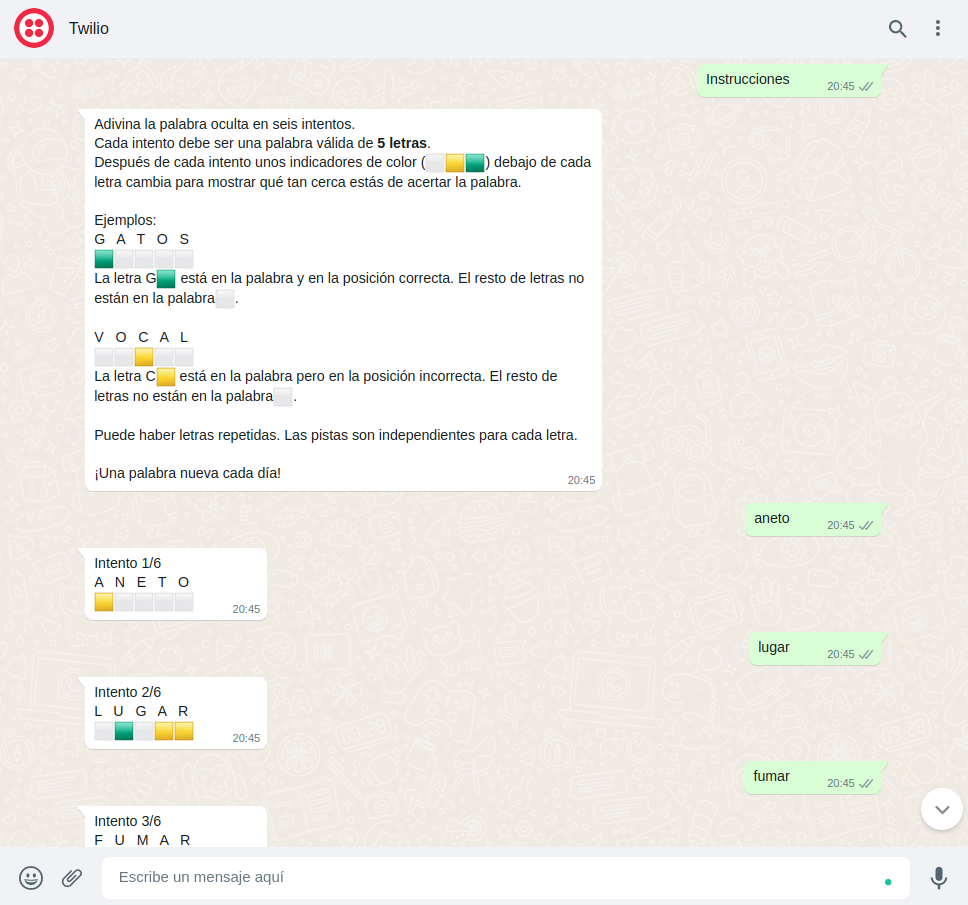 Twilio
Instrucciones
20:45
Adivina la palabra oculta en seis intentos.
Cada intento debe ser una palabra válida de 5 letras.
Después de cada intento unos indicadores de color (⬜🟨🟩) debajo de cada
letra cambia para mostrar qué tan cerca estás de acertar la palabra.
Ejemplos:
G A T O S
La letra G🟩 está en la palabra y en la posición correcta. El resto de letras no
están en la palabra⬜.
V O C A L
La letra C🟨 está en la palabra pero en la posición incorrecta. El resto de
letras no están en la palabra⬜.
Puede haber letras repetidas. Las pistas son independientes para cada letra.
¡Una palabra nueva cada día!
20:45
aneto
20:45
Intento 1/6
A N E T O
20:45
lugar
20:45
Intento 2/6
L U G A R
20:45
fumar
20:45
Intento 3/6
F U M A R
Escribe un mensaje aquí